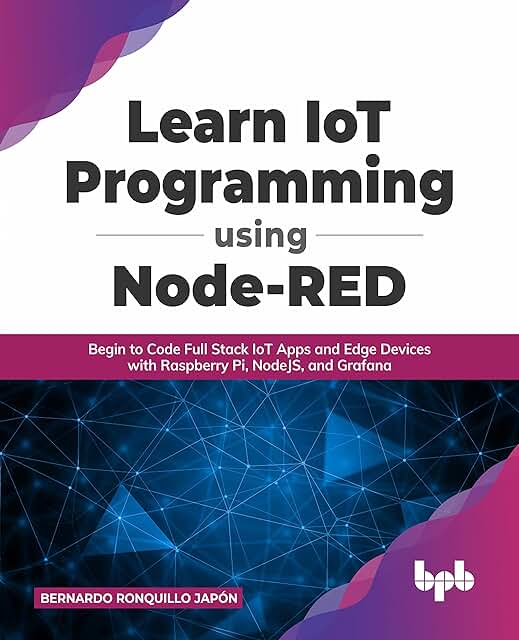 Learn IoT
Programming
using
Node-RED
Begin to Code Full Stack IoT Apps and Edge Devices
with Raspberry Pi, NodeJS, and Grafana
BERNARDO RONQUILLO JAPÓN
bpb